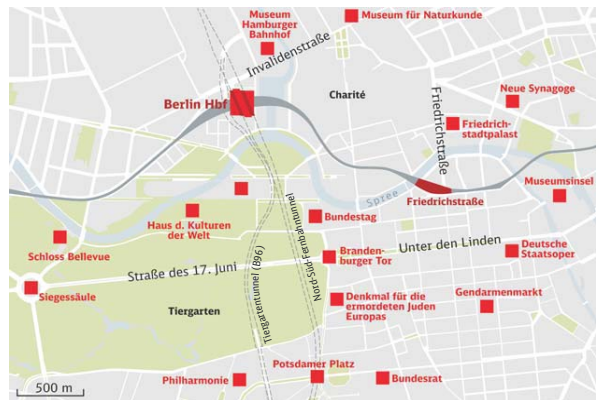 Museum
Hamburger
Bahnhof
Museum für Naturkunde
Invalidenstraße
Berlin Hbf
Charité
Friedrichstraße
Neue Synagoge
Friedrich-
stadtpalast
Museumsinsel
Spree
Friedrichstraße
Haus d. Kulturen
der Welt
Bundestag
Nord-Süd-Fernbahntunnel
Schloss Bellevue
Branden-
burger Tor
Unter den Linden
Deutsche
Staatsoper
Straße des 17. Juni
Tiergartentunnel (B96)
Siegessäule
Tiergarten
Denkmal für die
ermordeten Juden
Europas
Gendarmenmarkt
Potsdamer Platz
Philharmonie
Bundesrat
500 m